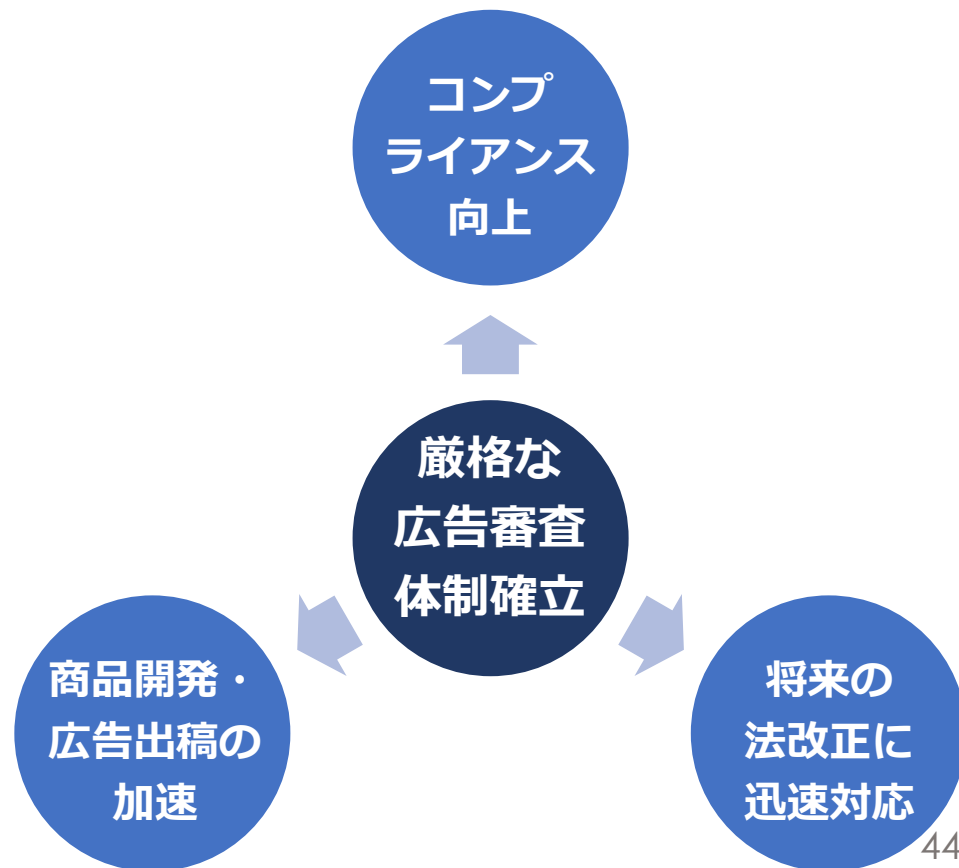 コンプ
ライアンス
向上
厳格な
広告審査
体制確立
商品開発・
広告出稿の
加速
将来の
法改正に
迅速対応
44